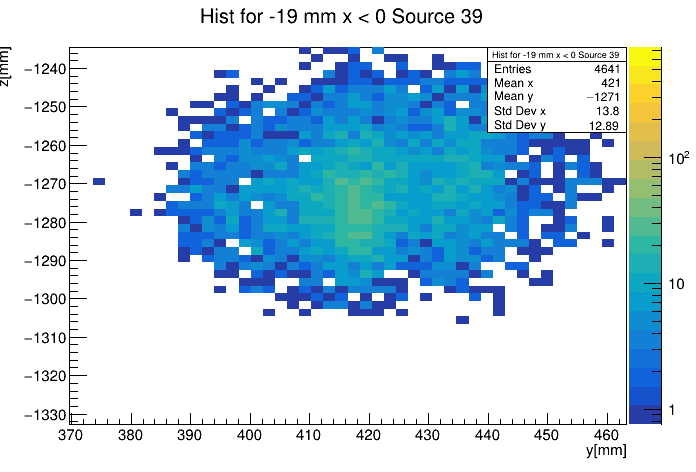 Hist for -19 mm x < 0 Source 39
z[mm]
Hist for -19 mm x < 0 Source 39
Entries 4641
Mean x 421
Mean y −1271
Std Dev x 13.8
Std Dev y 12.89
−1240
−1250
−1260
−1270
−1280
−1290
−1300
−1310
−1320
−1330
370 380 390 400 410 420 430 440 450 460
y[mm]
10²
10
1